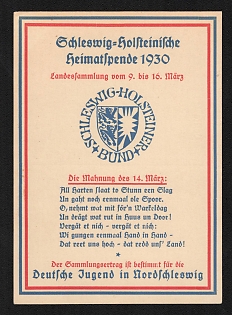 Schleswig-Holsteinische
Heimatspende 1930
Landessammlung vom 9. bis 16. März
SCHLESWIG-HOLSTEINER
BUND
Die Mahnung des 14. März:
All Harten slaat to Stunn een Slag
Un gaht noch eenmaal ole Spoor.
O, nehmt wat mit för'n Warkeldag
Un drägt wat rut in Huus un Door!
Vergät et nich - vergät et nich:
Wi gungen eenmaal Hand in Hand -
Dat reet uns hoch - dat redd uns' Land!
*
Der Sammlungsertrag ist bestimmt für die
Deutsche Jugend in Nordschleswig